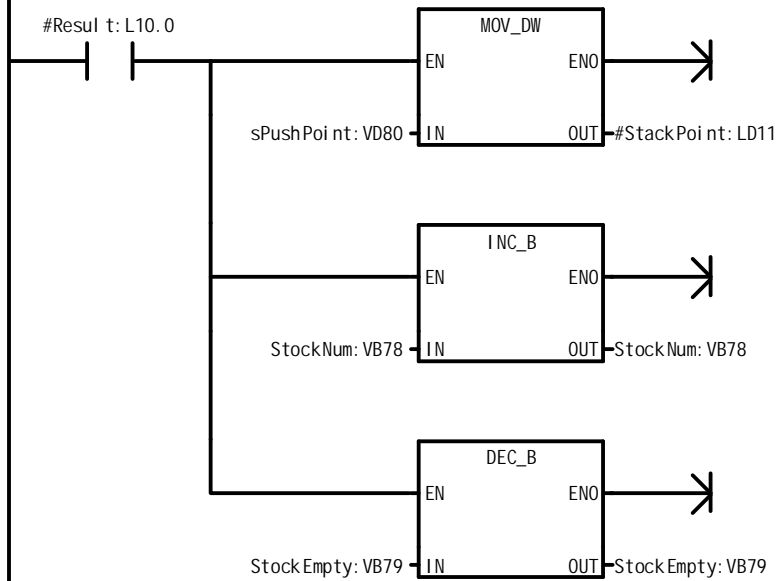 #Result:L10.0
MOV_DW
EN ENO
sPushPoint:VD80 IN OUT #StackPoint:LD11
INC_B
EN ENO
StockNum:VB78 IN OUT StockNum:VB78
DEC_B
EN ENO
StockEmpty:VB79 IN OUT StockEmpty:VB79